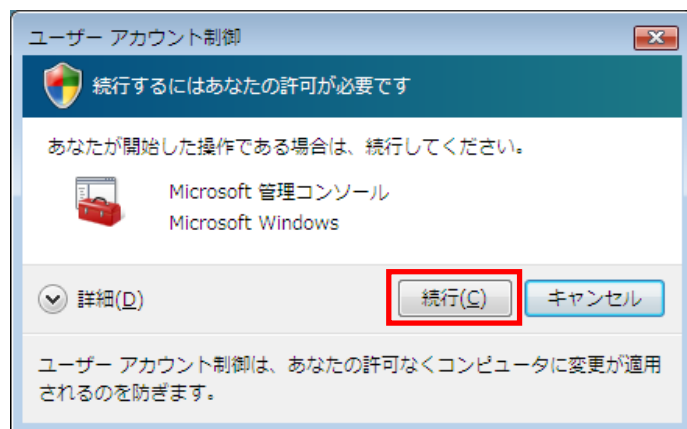 ユーザー アカウント制御
続行するにはあなたの許可が必要です
あなたが開始した操作である場合は、続行してください。
Microsoft 管理コンソール
Microsoft Windows
詳細(D)
続行(C)
キャンセル
ユーザー アカウント制御は、あなたの許可なくコンピュータに変更が適用
されるのを防ぎます。